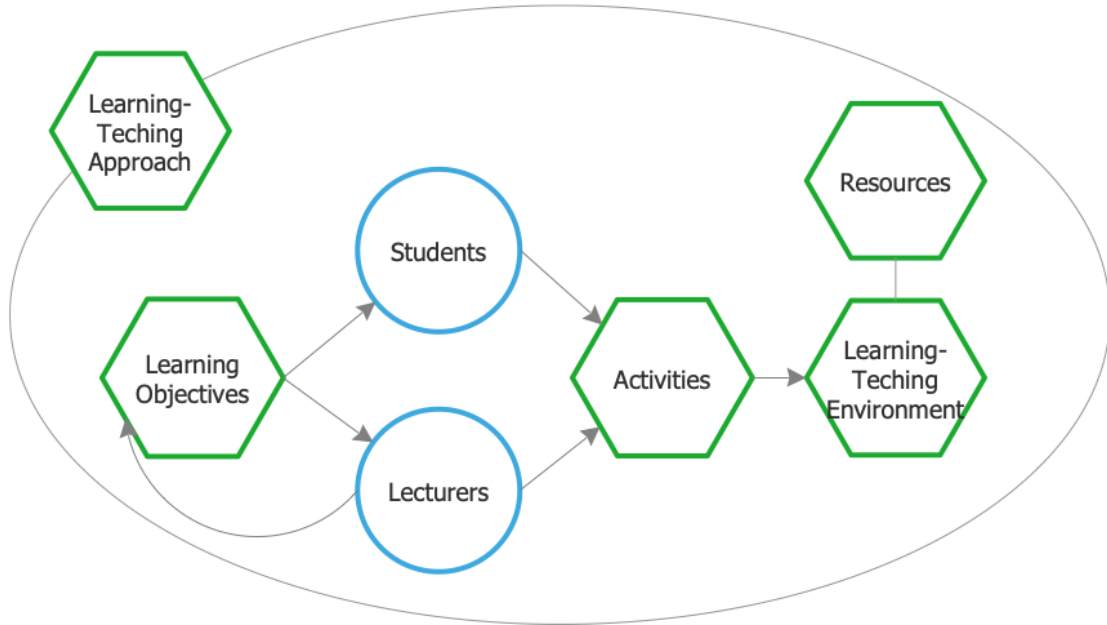 Learning-
Teching
Approach
Resources
Students
Learning
Objectives
Activities
Learning-
Teching
Environment
Lecturers